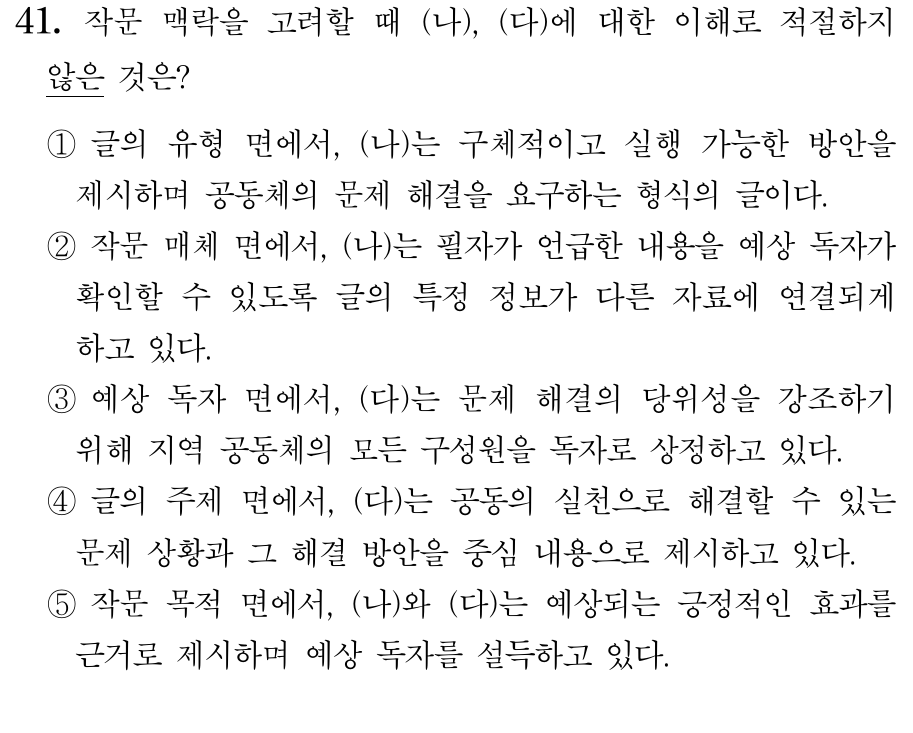 41. 작문 맥락을 고려할 때 (나), (다)에 대한 이해로 적절하지
않은 것은?
① 글의 유형 면에서, (나)는 구체적이고 실행 가능한 방안을
제시하며 공동체의 문제 해결을 요구하는 형식의 글이다.
② 작문 매체 면에서, (나)는 필자가 언급한 내용을 예상 독자가
확인할 수 있도록 글의 특정 정보가 다른 자료에 연결되게
하고 있다.
③ 예상 독자 면에서, (다)는 문제 해결의 당위성을 강조하기
위해 지역 공동체의 모든 구성원을 독자로 상정하고 있다.
④ 글의 주제 면에서, (다)는 공동의 실천으로 해결할 수 있는
문제 상황과 그 해결 방안을 중심 내용으로 제시하고 있다.
⑤ 작문 목적 면에서, (나)와 (다)는 예상되는 긍정적인 효과를
근거로 제시하며 예상 독자를 설득하고 있다.